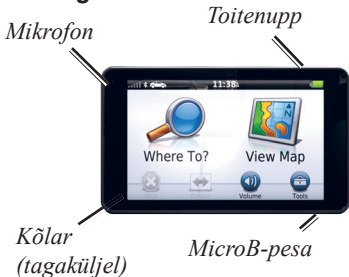 Toitenupp
Mikrofon
11:38
Where To? View Map
Volume Tools
Kõlar
(tagaküljel)
MicroB-pesa